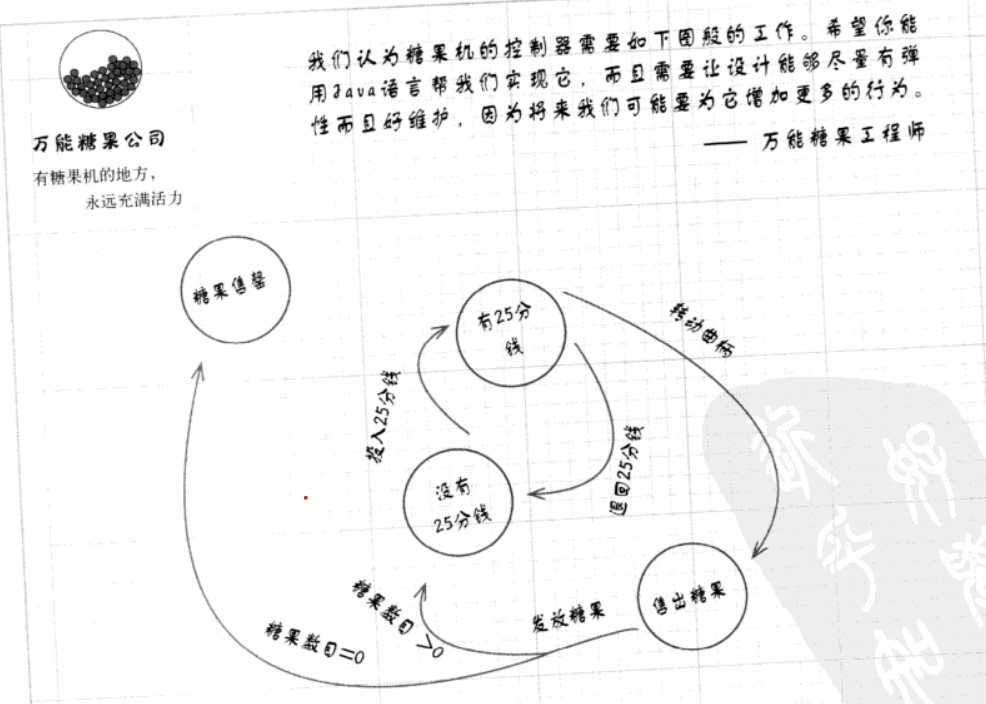 我们认为糖果机的控制器需要如下图般的工作。希望你能
用Java语言帮我们实现它，而且需要让设计能够尽量有弹
性而且好维护，因为将来我们可能要为它增加更多的行为。
—— 万能糖果工程师
万能糖果公司
有糖果机的地方，
永远充满活力
糖果售罄
有25分
钱
转动曲柄
投入25分钱
退回25分钱
没有
25分钱
售出糖果
发放糖果
糖果数目>0
糖果数目=0